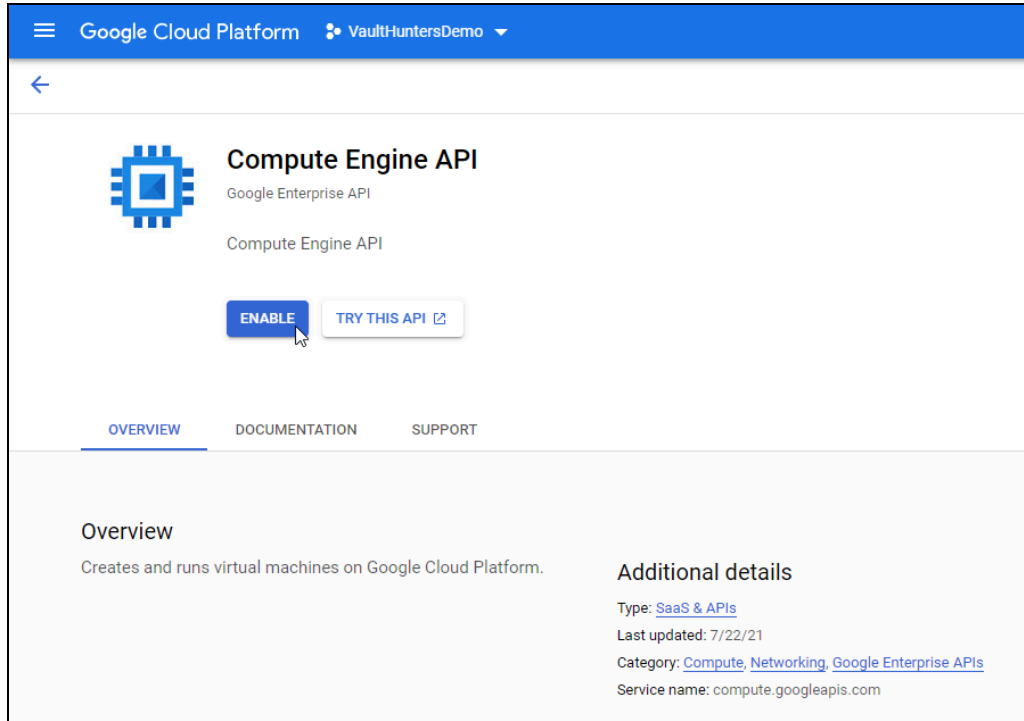 Google Cloud Platform VaultHuntersDemo
Compute Engine API
Google Enterprise API
Compute Engine API
ENABLE TRY THIS API
OVERVIEW DOCUMENTATION SUPPORT
Overview
Creates and runs virtual machines on Google Cloud Platform.
Additional details
Type: SaaS & APIs
Last updated: 7/22/21
Category: Compute, Networking, Google Enterprise APIs
Service name: compute.googleapis.com